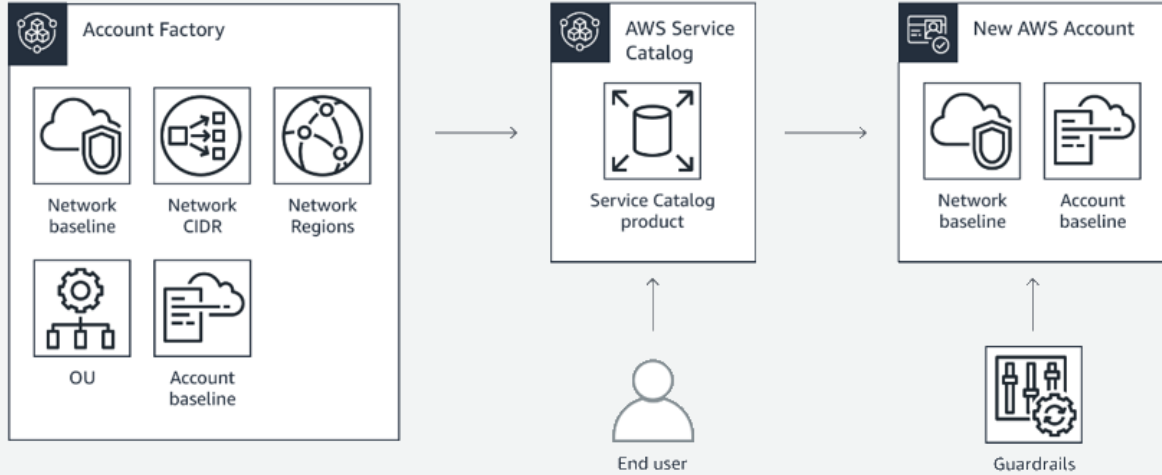 Account Factory
Network
baseline
Network
CIDR
Network
Regions
OU
Account
baseline
AWS Service
Catalog
Service Catalog
product
End user
New AWS Account
Network
baseline
Account
baseline
Guardrails